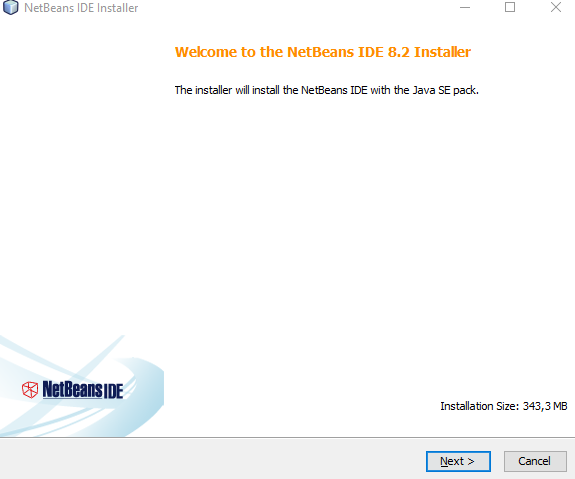 NetBeans IDE Installer
Welcome to the NetBeans IDE 8.2 Installer
The installer will install the NetBeans IDE with the Java SE pack.
NetBeans IDE
Installation Size: 343,3 MB
Next >
Cancel